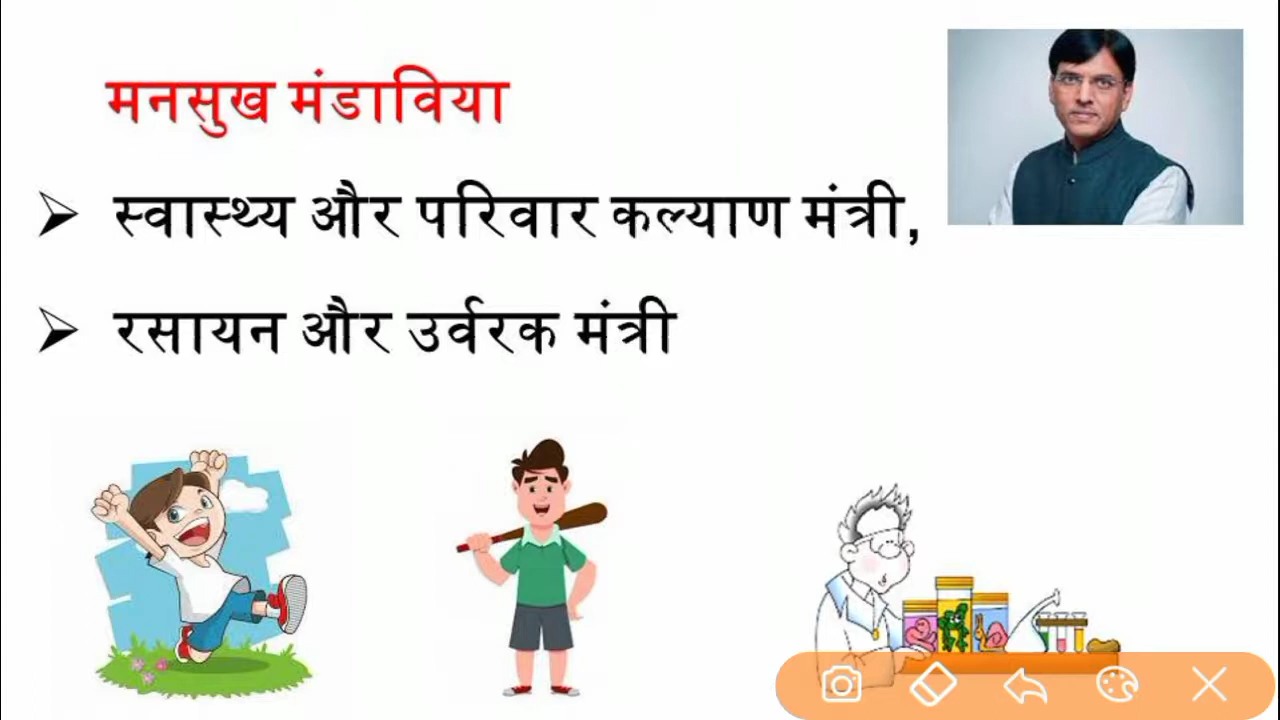 मनसुख मंडाविया
स्वास्थ्य और परिवार कल्याण मंत्री,
रसायन और उर्वरक मंत्री